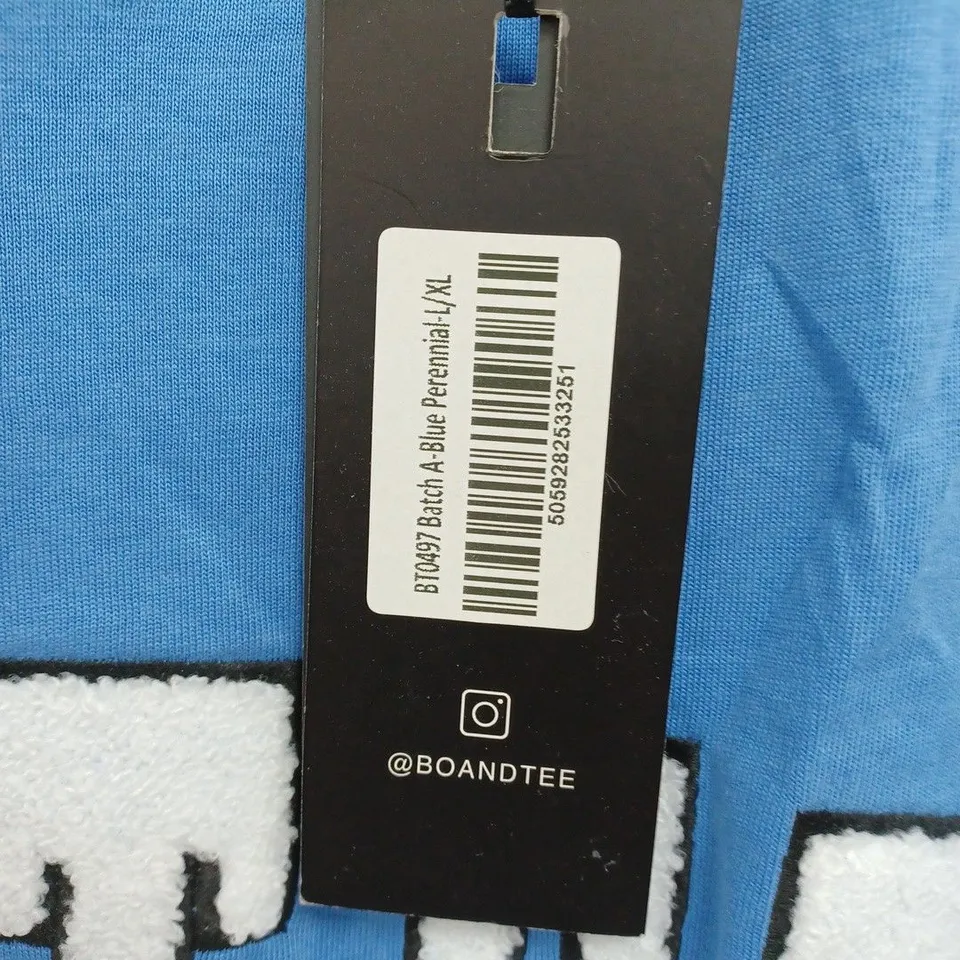 BT0497 Batch A-Blue Perennial-L/XL
5059282533251
@BOANDTEE